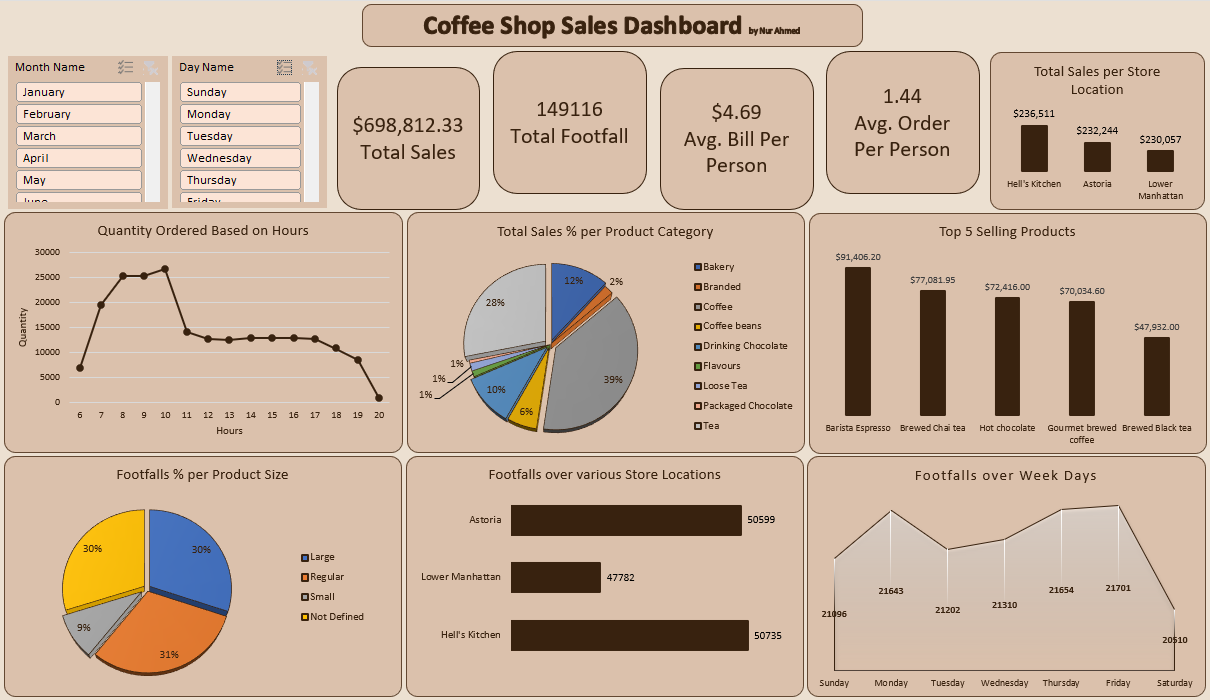 Coffee Shop Sales Dashboard by Nur Ahmed
Month Name
January
February
March
April
May
June
Day Name
Sunday
Monday
Tuesday
Wednesday
Thursday
Friday
$698,812.33
Total Sales
149116
Total Footfall
$4.69
Avg. Bill Per
Person
1.44
Avg. Order
Per Person
Total Sales per Store
Location
$236,511
$232,244
$230,057
Hell's Kitchen
Astoria
Lower
Manhattan
Quantity Ordered Based on Hours
Quantity
30000
25000
20000
15000
10000
5000
0
6 7 8 9 10 11 12 13 14 15 16 17 18 19 20
Hours
Total Sales % per Product Category
12%
2%
39%
6%
10%
1%
1%
1%
28%
Bakery
Branded
Coffee
Coffee beans
Drinking Chocolate
Flavours
Loose Tea
Packaged Chocolate
Tea
Top 5 Selling Products
$91,406.20
$77,081.95
$72,416.00
$70,034.60
$47,932.00
Barista Espresso
Brewed Chai tea
Hot chocolate
Gourmet brewed
coffee
Brewed Black tea
Footfalls % per Product Size
30%
31%
9%
30%
Large
Regular
Small
Not Defined
Footfalls over various Store Locations
Astoria 50599
Lower Manhattan 47782
Hell's Kitchen 50735
Footfalls over Week Days
21096
21643
21202
21310
21654
21701
20510
Sunday Monday Tuesday Wednesday Thursday Friday Saturday